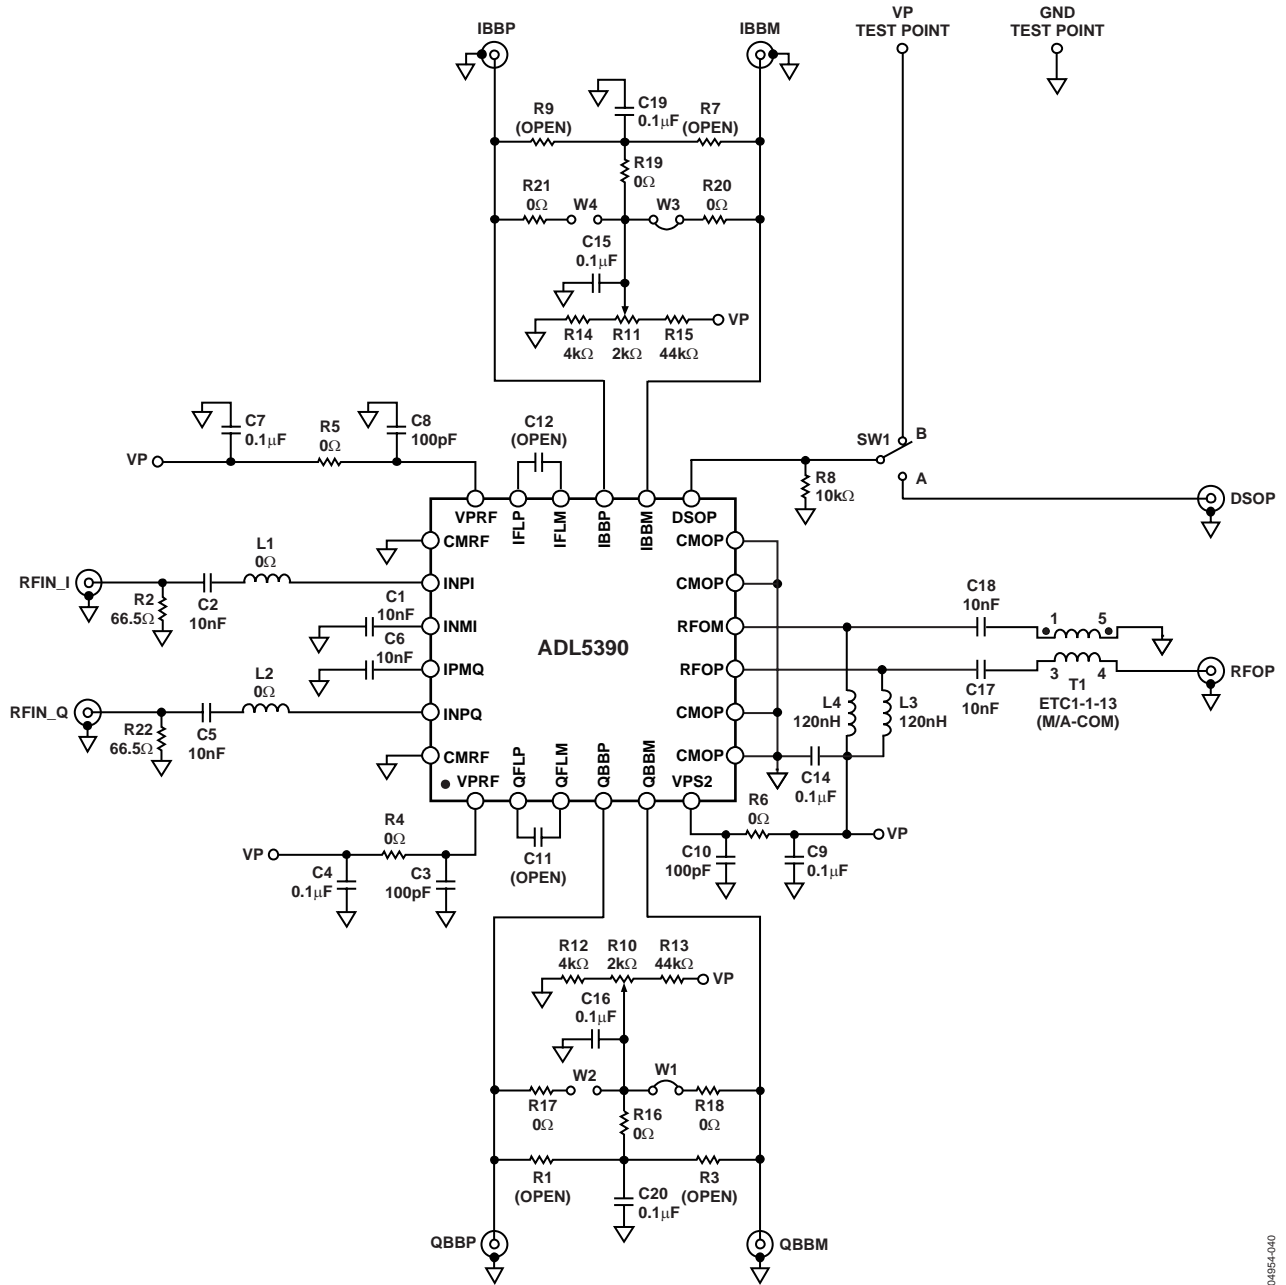 IBBP
IBBM
VP
TEST POINT
GND
TEST POINT
R9
(OPEN)
C19
0.1µF
R7
(OPEN)
R19
0Ω
R21
0Ω
W4
W3
R20
0Ω
C15
0.1µF
VP
R14
4kΩ
R11
2kΩ
R15
44kΩ
C7
0.1µF
R5
0Ω
C8
100pF
C12
(OPEN)
VP
SW1
B
A
R8
10kΩ
DSOP
VPRF
IFLP
IFLM
IBBP
IBBM
DSOP
CMRF
CMOP
L1
0Ω
RFIN_I
INPI
CMOP
R2
66.5Ω
C2
10nF
C1
10nF
INMI
RFOM
C18
10nF
1
5
C6
10nF
ADL5390
IPMQ
RFOP
C17
10nF
3
4
T1
ETC1-1-13
(M/A-COM)
RFOP
L2
0Ω
RFIN_Q
INPQ
CMOP
L4
120nH
L3
120nH
R22
66.5Ω
C5
10nF
CMRF
CMOP
VPRF
QFLP
QFLM
QBBP
QBBM
VPS2
C14
0.1µF
R6
0Ω
VP
R4
0Ω
VP
C4
0.1µF
C3
100pF
C11
(OPEN)
C10
100pF
C9
0.1µF
R12
4kΩ
R10
2kΩ
R13
44kΩ
VP
C16
0.1µF
W2
W1
R17
0Ω
R16
0Ω
R18
0Ω
R1
(OPEN)
R3
(OPEN)
C20
0.1µF
QBBP
QBBM
04954-040